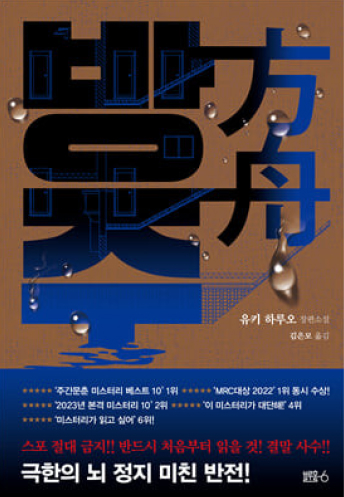 방주
方舟
유키 하루오 장편소설
김은모 옮김
★★★★★ '주간문춘 미스터리 베스트 10' 1위 ★★★★★ 'MRC대상 2022' 1위 동시 수상!
★★★★★ '2023년 본격 미스터리 10' 2위 ★★★★★ '이 미스터리가 대단해!' 4위
★★★★★ '미스터리가 읽고 싶어' 6위!
스포 절대 금지!! 반드시 처음부터 읽을 것! 결말 사수!!
극한의 뇌 정지 미친 반전!